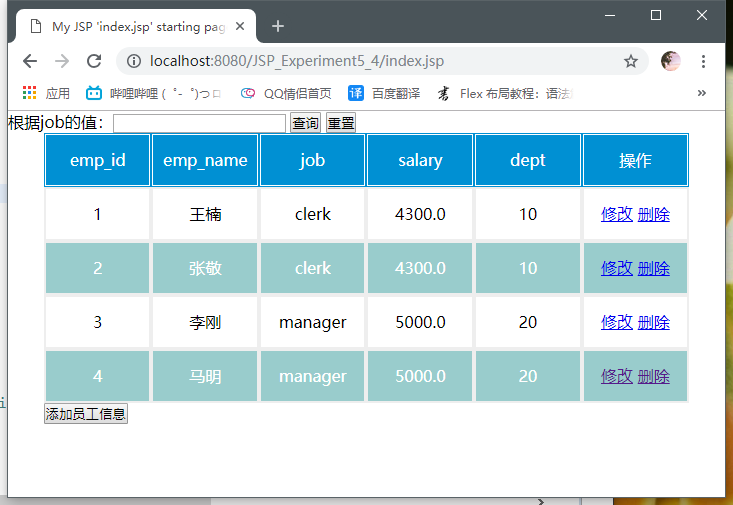 My JSP 'index.jsp' starting pag
localhost:8080/JSP_Experiment5_4/index.jsp
应用 哔哩哔哩 ( ゜- ゜)つロ QQ情侣首页 译 百度翻译 书 Flex 布局教程：语法 »
根据job的值： 查询 重置
emp_id emp_name job salary dept 操作
1 王楠 clerk 4300.0 10 修改 删除
2 张敬 clerk 4300.0 10 修改 删除
3 李刚 manager 5000.0 20 修改 删除
4 马明 manager 5000.0 20 修改 删除
添加员工信息